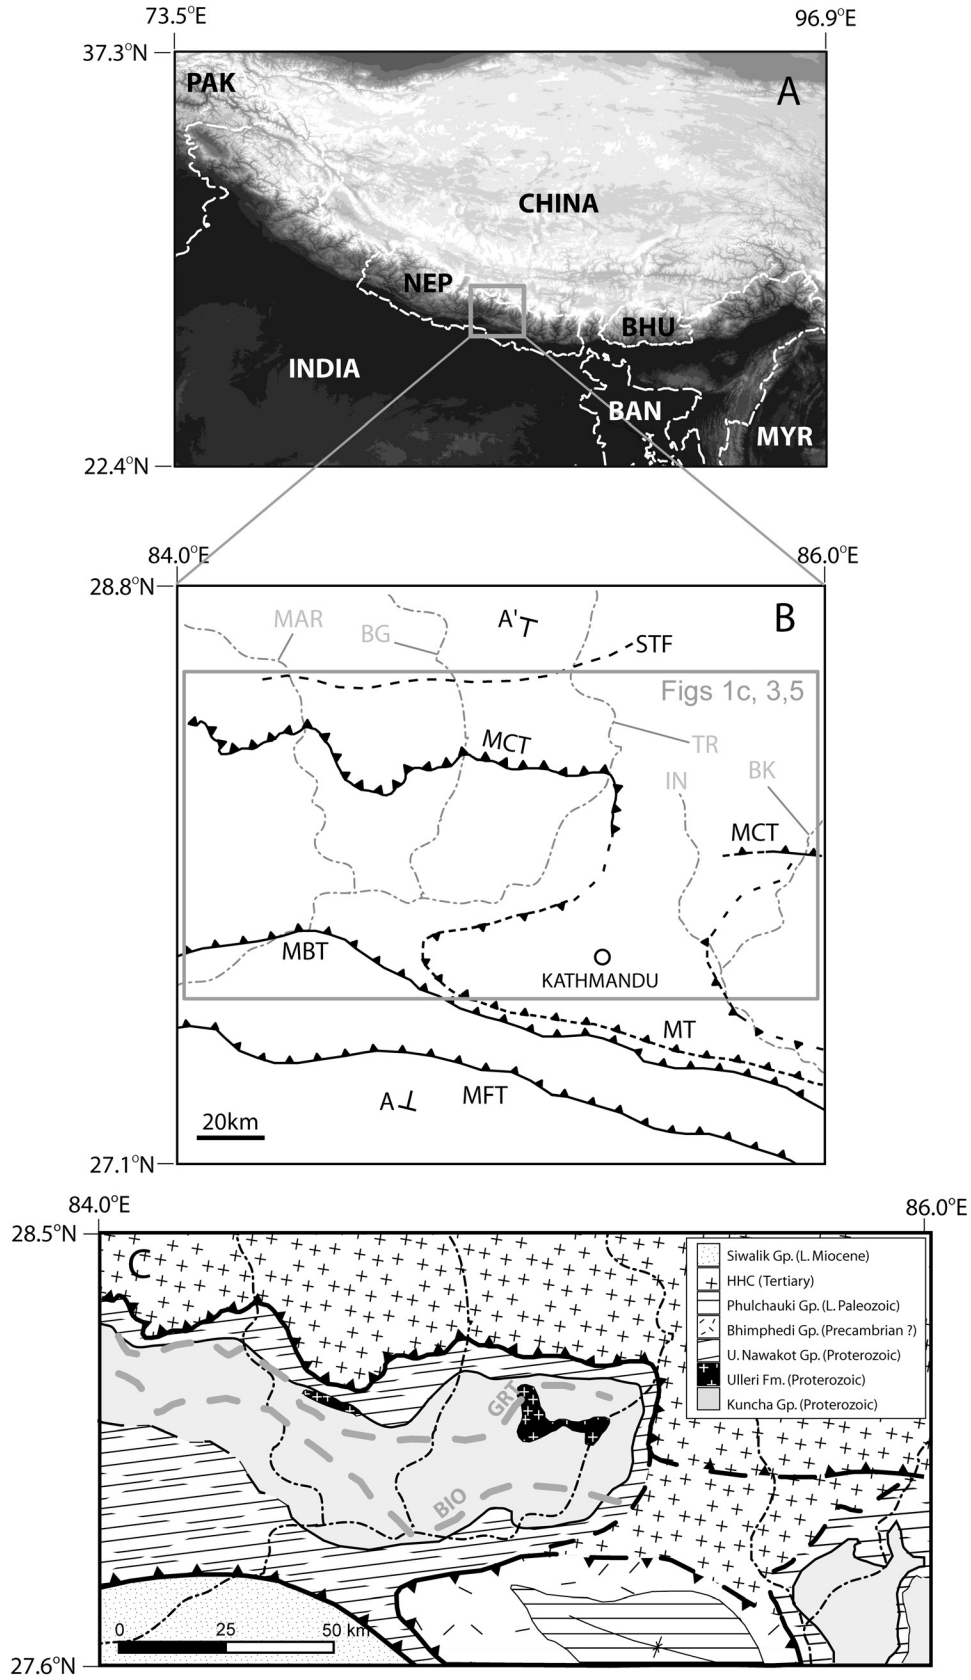 73.5°E
96.9°E
37.3°N
PAK
A
CHINA
NEP
BHU
INDIA
BAN
MYR
22.4°N
84.0°E
86.0°E
28.8°N
MAR
BG
A'
B
STF
Figs 1c, 3,5
MCT
TR
IN
BK
MCT
MBT
KATHMANDU
MT
A
MFT
20km
27.1°N
84.0°E
86.0°E
28.5°N
C
Siwalik Gp. (L. Miocene)
HHC (Tertiary)
Phulchauki Gp. (L. Paleozoic)
Bhimphedi Gp. (Precambrian ?)
U. Nawakot Gp. (Proterozoic)
Ulleri Fm. (Proterozoic)
Kuncha Gp. (Proterozoic)
GRT
BIO
0 25 50 km
27.6°N